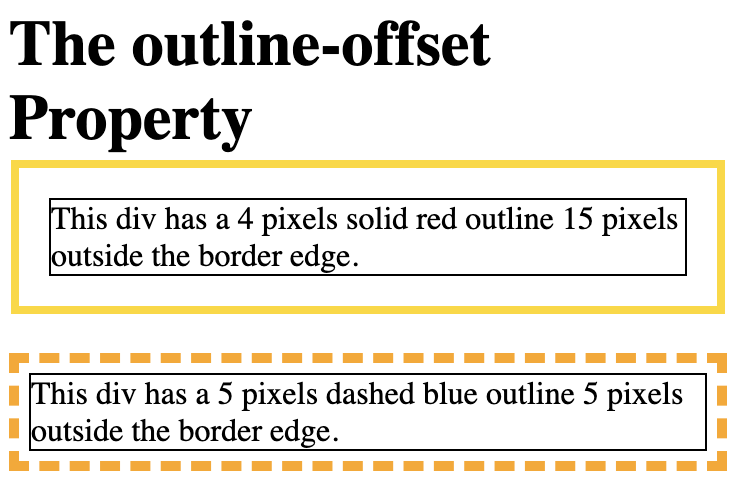 The outline-offset
Property
This div has a 4 pixels solid red outline 15 pixels
outside the border edge.
This div has a 5 pixels dashed blue outline 5 pixels
outside the border edge.